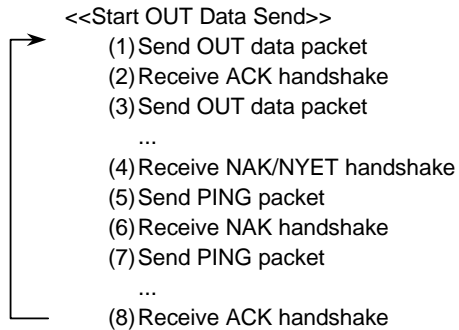 <<Start OUT Data Send>>
(1) Send OUT data packet
(2) Receive ACK handshake
(3) Send OUT data packet
...
(4) Receive NAK/NYET handshake
(5) Send PING packet
(6) Receive NAK handshake
(7) Send PING packet
...
(8) Receive ACK handshake